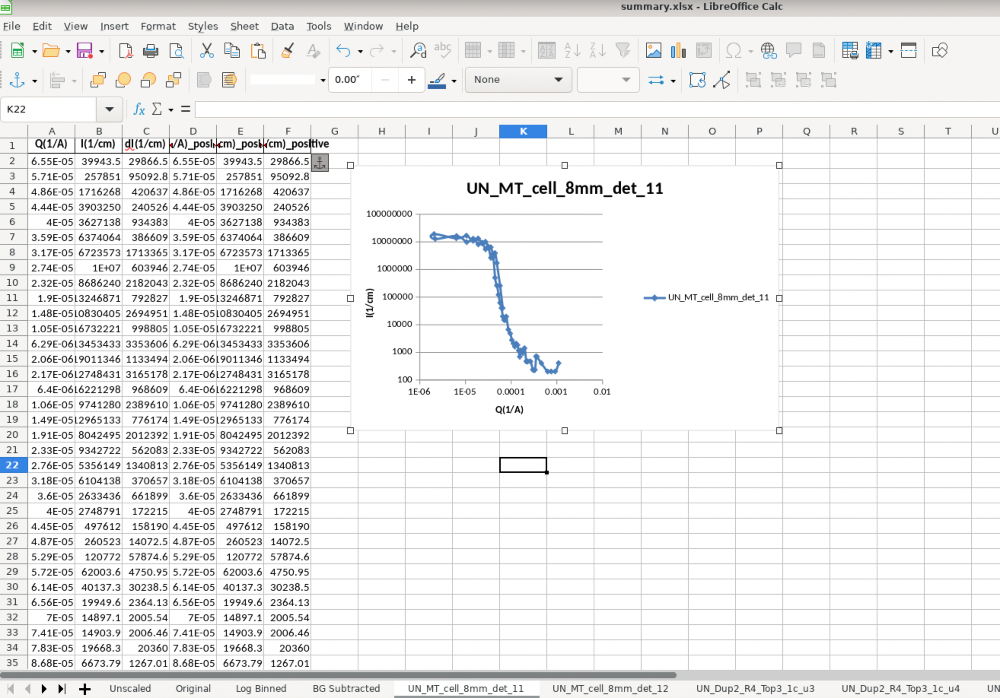 summary.xlsx - LibreOffice Calc
File Edit View Insert Format Styles Sheet Data Tools Window Help
abc
0.00″ None
K22
A B C D E F G H I J K L M N O P Q R S T U
1 Q(1/A) I(1/cm) dI(1/cm) /A)_posi cm)_posi /cm)_positive
2 6.55E-05 39943.5 29866.5 6.55E-05 39943.5 29866.5
3 5.71E-05 257851 95092.8 5.71E-05 257851 95092.8
4 4.86E-05 1716268 420637 4.86E-05 1716268 420637
5 4.44E-05 3903250 240526 4.44E-05 3903250 240526
6 4E-05 3627138 934383 4E-05 3627138 934383
7 3.59E-05 6374064 386609 3.59E-05 6374064 386609
8 3.17E-05 6723573 1713365 3.17E-05 6723573 1713365
9 2.74E-05 1E+07 603946 2.74E-05 1E+07 603946
10 2.32E-05 8686240 2182043 2.32E-05 8686240 2182043
11 1.9E-05 13246871 792827 1.9E-05 13246871 792827
12 1.48E-05 10830405 2694951 1.48E-05 10830405 2694951
13 1.05E-05 16732221 998805 1.05E-05 16732221 998805
14 6.29E-06 13453433 3353606 6.29E-06 13453433 3353606
15 2.06E-06 19011346 1133494 2.06E-06 19011346 1133494
16 2.17E-06 12748431 3165178 2.17E-06 12748431 3165178
17 6.4E-06 16221298 968609 6.4E-06 16221298 968609
18 1.06E-05 9741280 2389610 1.06E-05 9741280 2389610
19 1.49E-05 12965133 776174 1.49E-05 12965133 776174
20 1.91E-05 8042495 2012392 1.91E-05 8042495 2012392
21 2.33E-05 9342722 562083 2.33E-05 9342722 562083
22 2.76E-05 5356149 1340813 2.76E-05 5356149 1340813
23 3.18E-05 6104138 370657 3.18E-05 6104138 370657
24 3.6E-05 2633436 661899 3.6E-05 2633436 661899
25 4E-05 2748791 172215 4E-05 2748791 172215
26 4.45E-05 497612 158190 4.45E-05 497612 158190
27 4.87E-05 260523 14072.5 4.87E-05 260523 14072.5
28 5.29E-05 120772 57874.6 5.29E-05 120772 57874.6
29 5.72E-05 62003.6 4750.95 5.72E-05 62003.6 4750.95
30 6.14E-05 40137.3 30238.5 6.14E-05 40137.3 30238.5
31 6.56E-05 19949.6 2364.13 6.56E-05 19949.6 2364.13
32 7E-05 14897.1 2005.54 7E-05 14897.1 2005.54
33 7.41E-05 14903.9 2006.46 7.41E-05 14903.9 2006.46
34 7.83E-05 19668.3 20360 7.83E-05 19668.3 20360
35 8.68E-05 6673.79 1267.01 8.68E-05 6673.79 1267.01
UN_MT_cell_8mm_det_11
100000000
10000000
1000000
100000
10000
1000
100
I(1/cm)
1E-06 1E-05 0.0001 0.001 0.01
Q(1/A)
UN_MT_cell_8mm_det_11
Unscaled Original Log Binned BG Subtracted UN_MT_cell_8mm_det_11 UN_MT_cell_8mm_det_12 UN_Dup2_R4_Top3_1c_u3 UN_Dup2_R4_Top3_1c_u4 UN